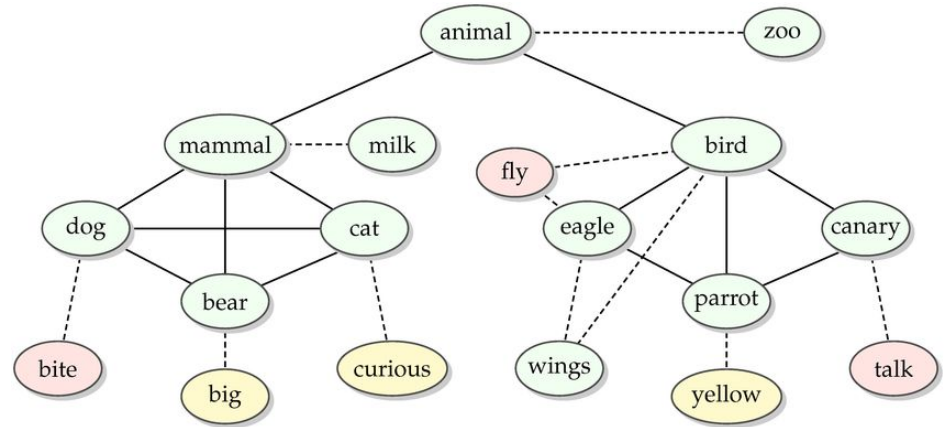 animal
zoo
mammal
milk
bird
fly
dog
cat
eagle
canary
bear
parrot
bite
big
curious
wings
yellow
talk